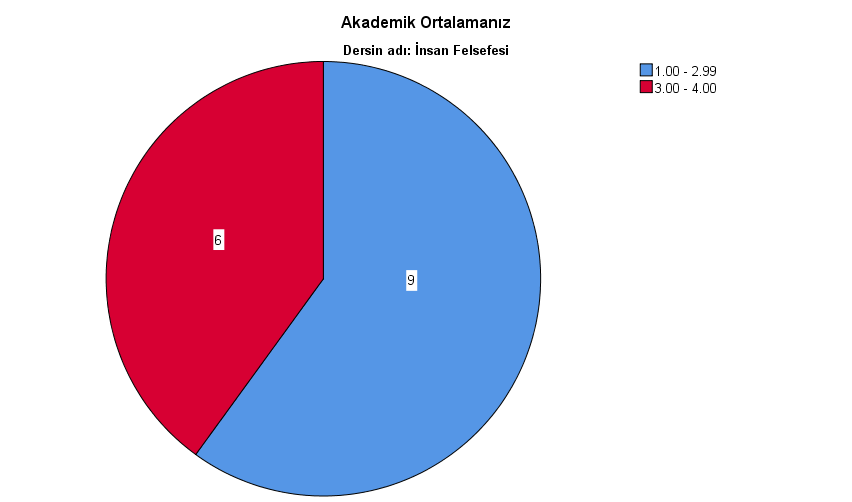 Akademik Ortalamanız
Dersin adı: İnsan Felsefesi
1.00 - 2.99
3.00 - 4.00
6
9